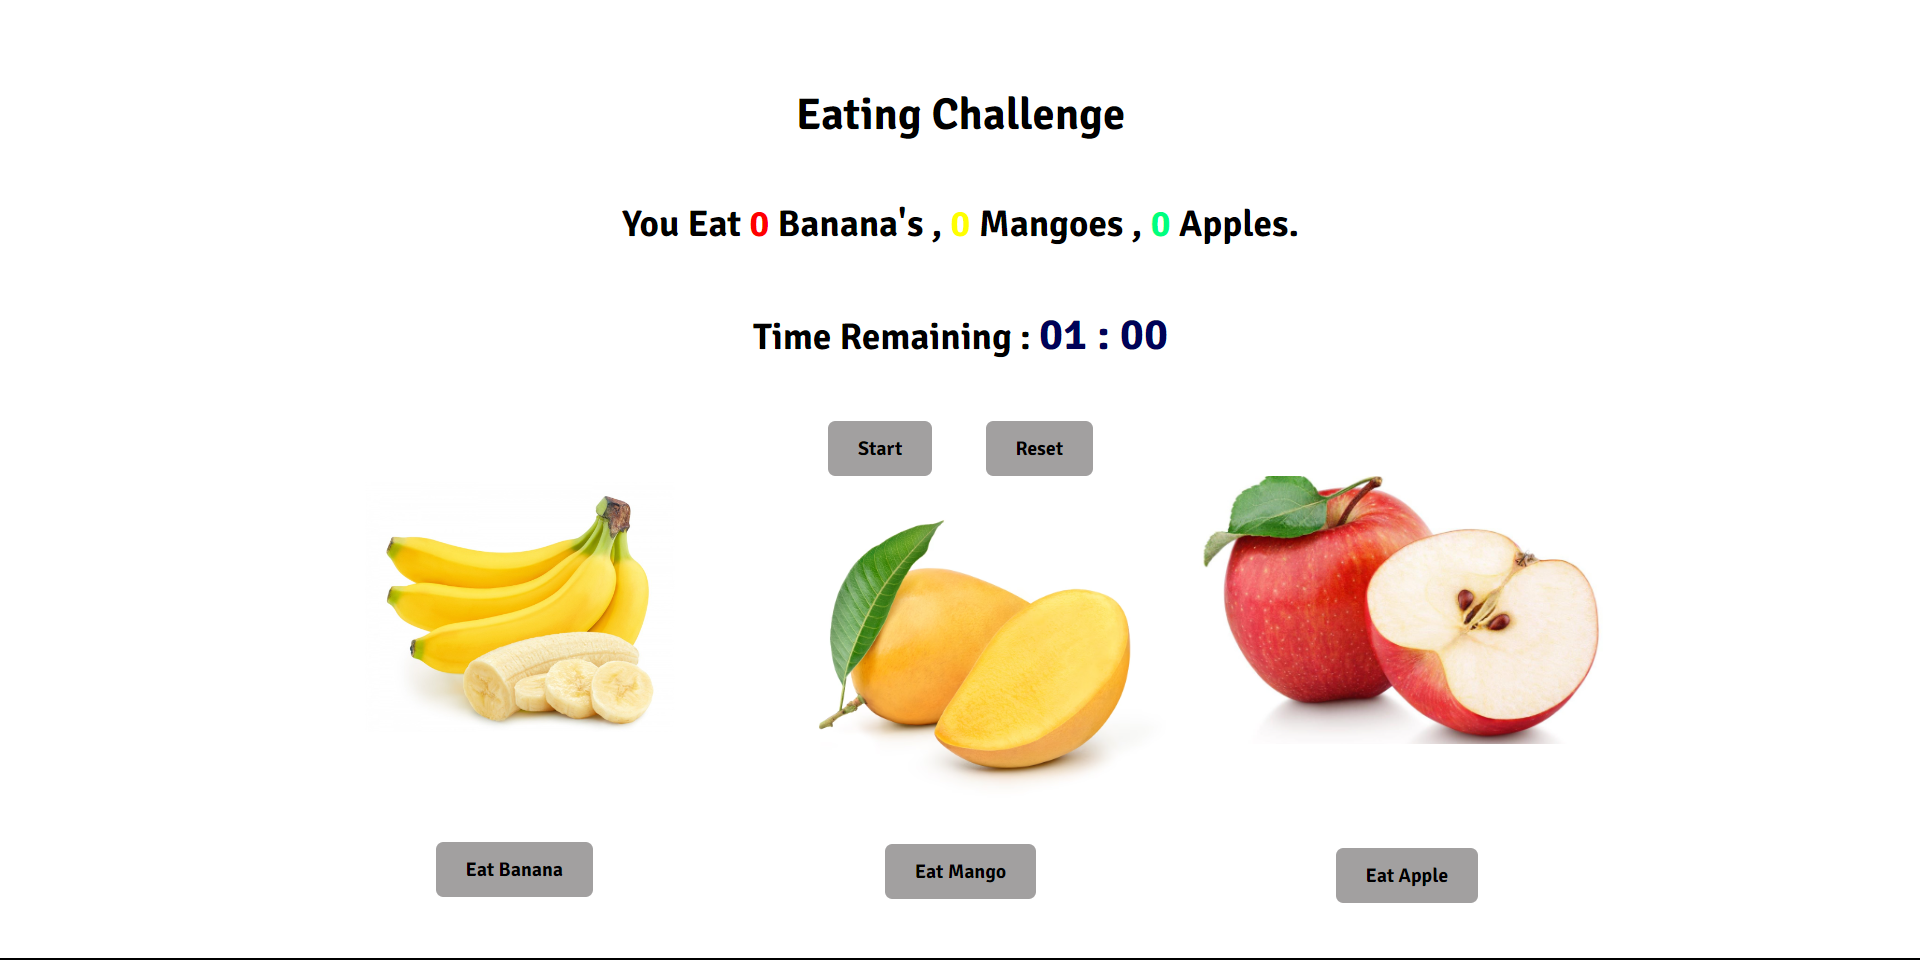 Eating Challenge
You Eat 0 Banana's , 0 Mangoes , 0 Apples.
Time Remaining : 01 : 00
Start Reset
Eat Banana Eat Mango Eat Apple